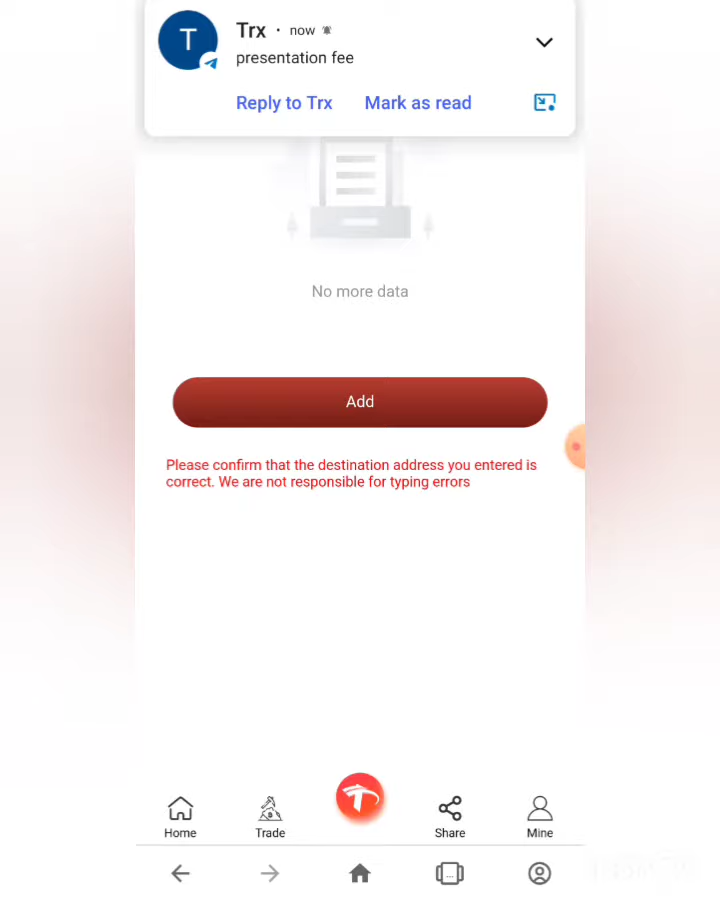 T
Trx · now
presentation fee
Reply to Trx Mark as read
No more data
Add
Please confirm that the destination address you entered is
correct. We are not responsible for typing errors
Home Trade Share Mine